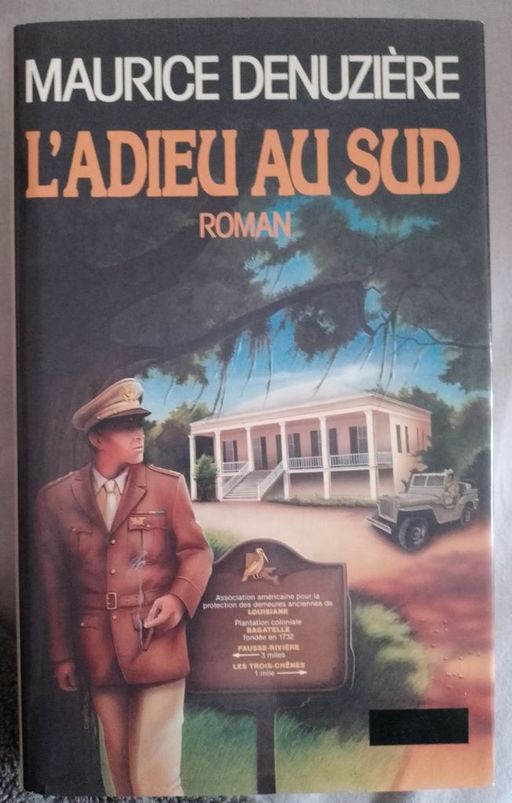 MAURICE DENUZIÈRE
L'ADIEU AU SUD
ROMAN
Association américaine pour la
protection des demeures anciennes de
LOUISIANE
Plantation coloniale
BAGATELLE
fondée en 1732
FAUSSE-RIVIÈRE
3 miles
LES TROIS-CHÊNES
1 mile